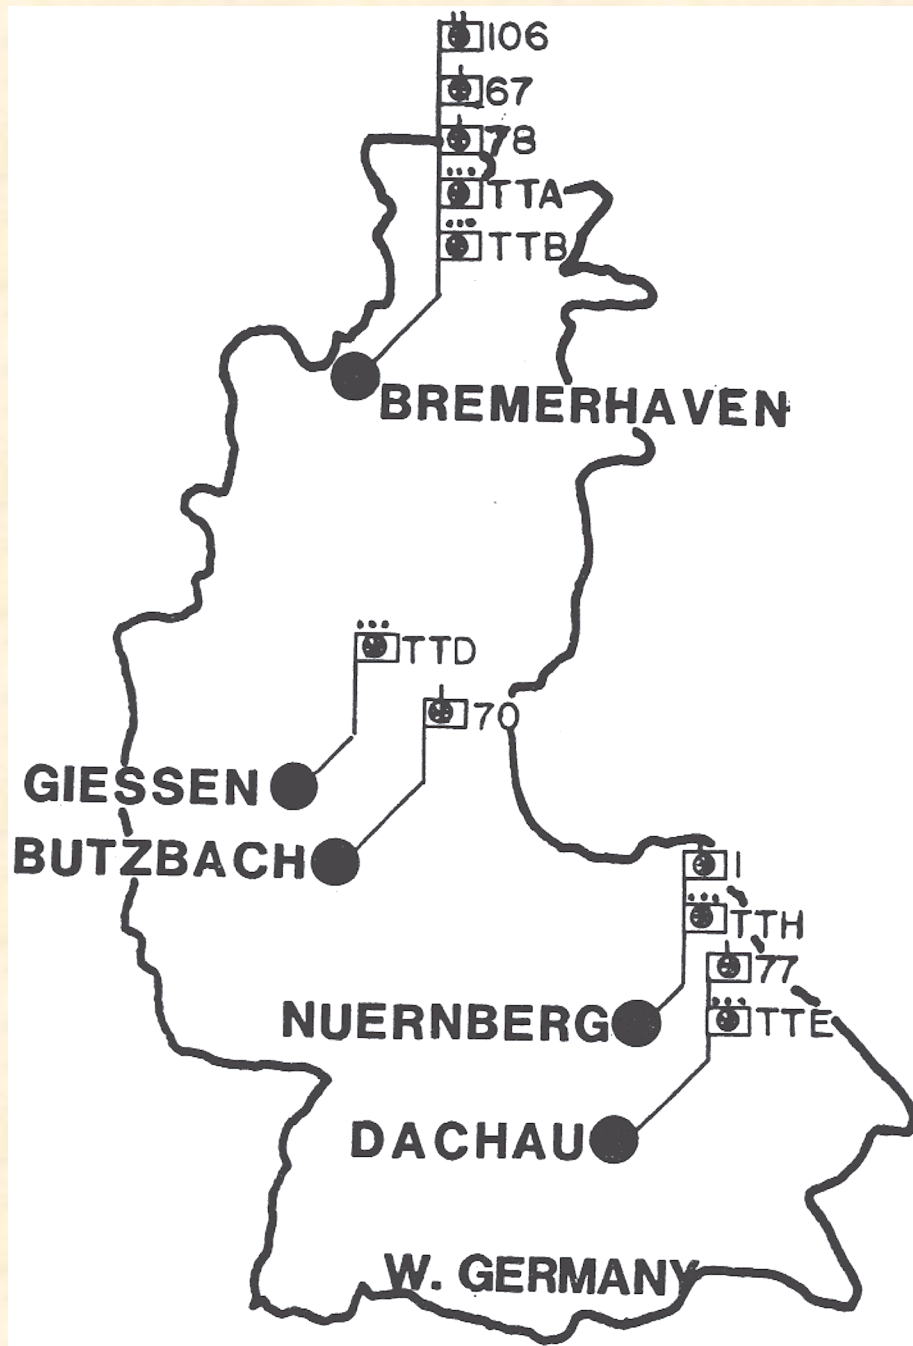 106
67
78
TTA
TTB
BREMERHAVEN
TTD
70
GIESSEN
BUTZBACH
1
TTH
77
NUERNBERG
TTE
DACHAU
W. GERMANY